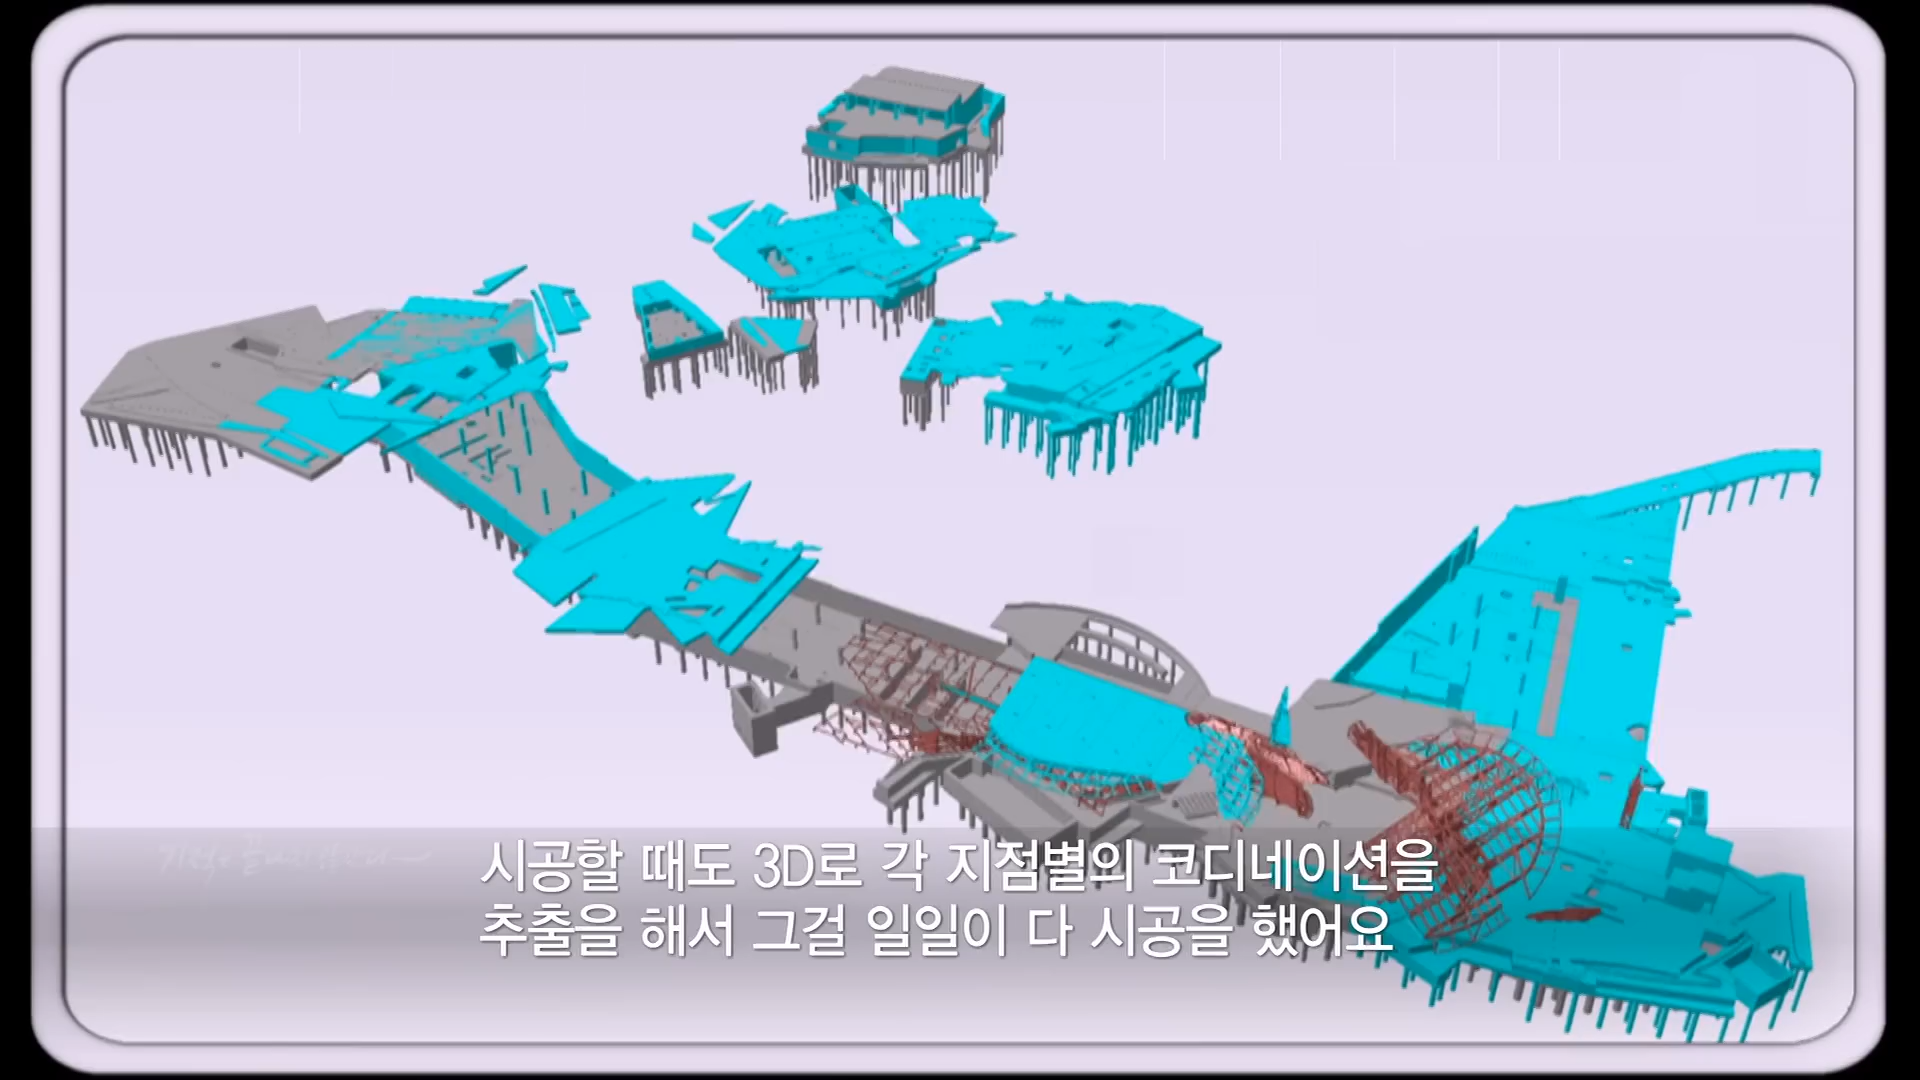 시공할 때도 3D로 각 지점별의 코디네이션을
추출을 해서 그걸 일일이 다 시공을 했어요